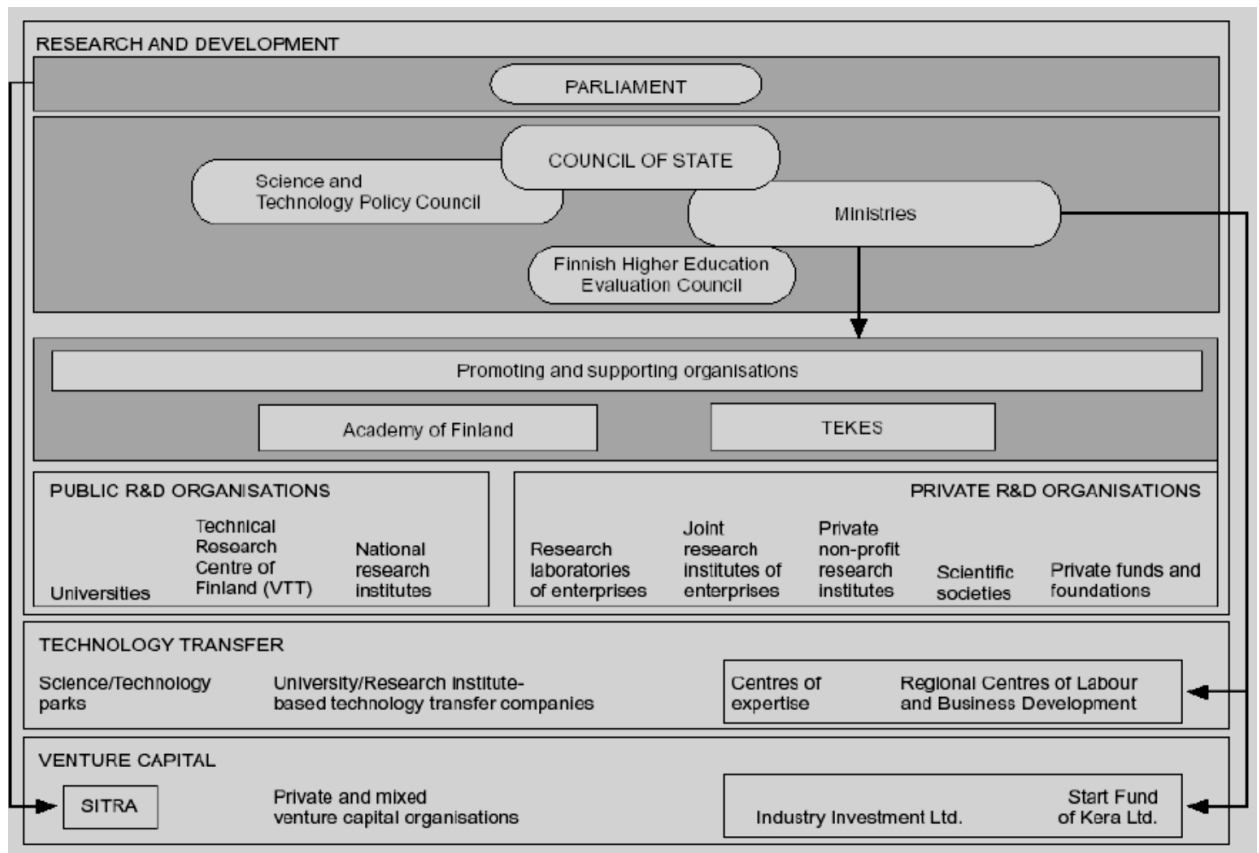 RESEARCH AND DEVELOPMENT
PARLIAMENT
COUNCIL OF STATE
Science and
Technology Policy Council
Ministries
Finnish Higher Education
Evaluation Council
Promoting and supporting organisations
Academy of Finland
TEKES
PUBLIC R&D ORGANISATIONS
Universities
Technical
Research
Centre of
Finland (VTT)
National
research
institutes
PRIVATE R&D ORGANISATIONS
Research
laboratories
of enterprises
Joint
research
institutes of
enterprises
Private
non-profit
research
institutes
Scientific
societies
Private funds and
foundations
TECHNOLOGY TRANSFER
Science/Technology
parks
University/Research Institute-
based technology transfer companies
Centres of
expertise
Regional Centres of Labour
and Business Development
VENTURE CAPITAL
SITRA
Private and mixed
venture capital organisations
Industry Investment Ltd.
Start Fund
of Kera Ltd.